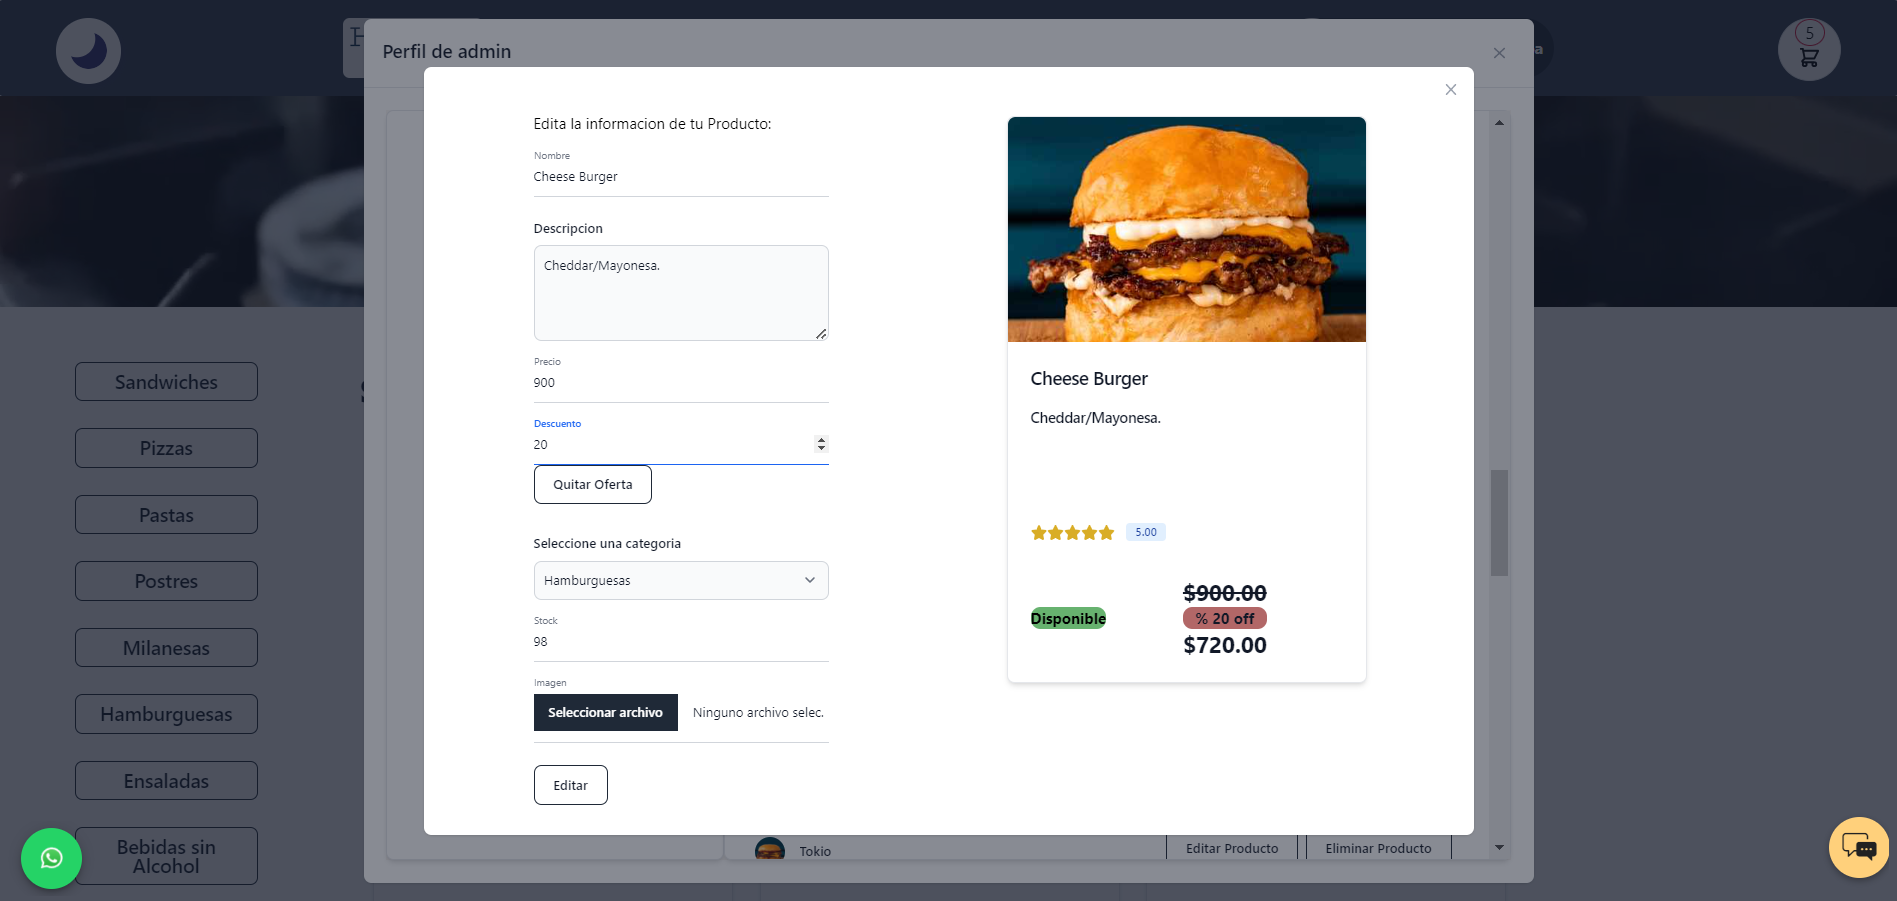 5
Perfil de admin
Edita la informacion de tu Producto:
Nombre
Cheese Burger
Descripcion
Cheddar/Mayonesa.
Precio
900
Descuento
20
Quitar Oferta
Seleccione una categoria
Hamburguesas
Stock
98
Imagen
Seleccionar archivo Ninguno archivo selec.
Editar
Cheese Burger
Cheddar/Mayonesa.
5.00
$900.00
Disponible
% 20 off
$720.00
Sandwiches
Pizzas
Pastas
Postres
Milanesas
Hamburguesas
Ensaladas
Bebidas sin
Alcohol
Tokio
Editar Producto
Eliminar Producto